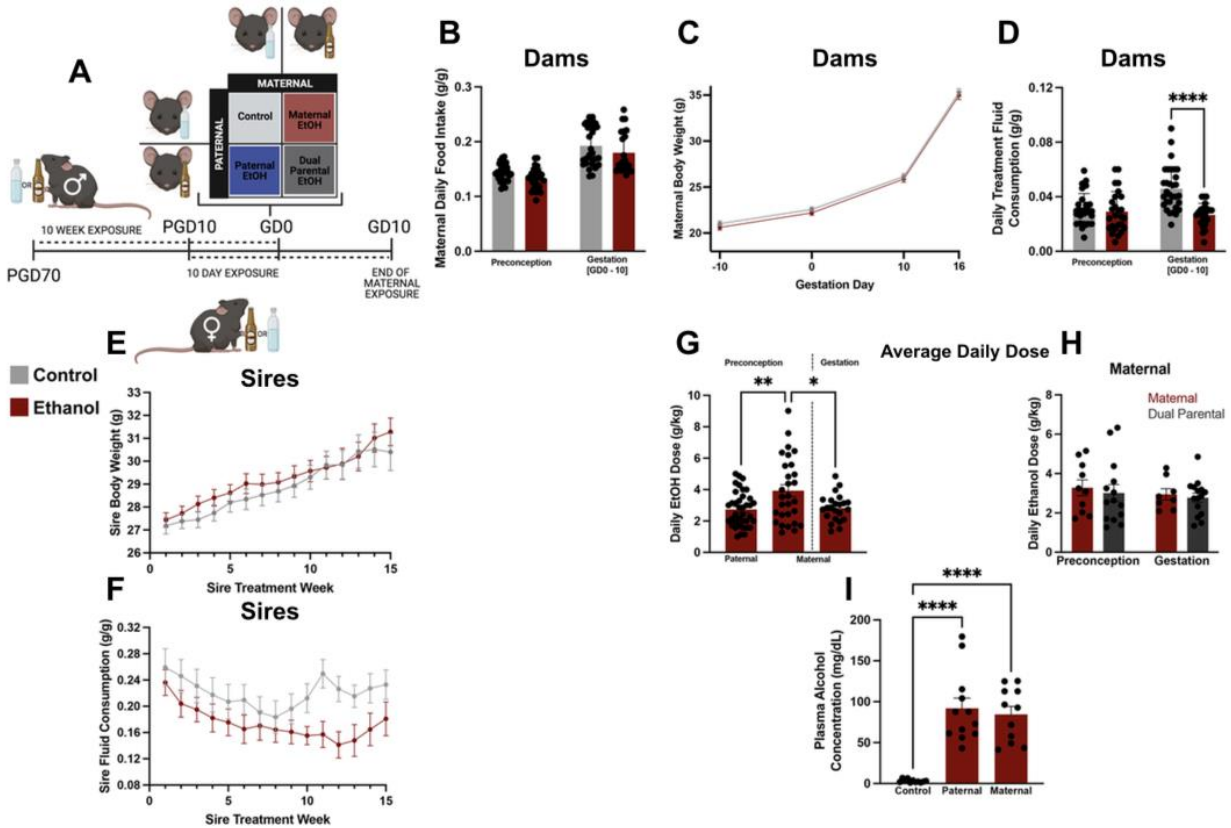 A
MATERNAL
PATERNAL
Control
Maternal
EtOH
Paternal
EtOH
Dual
Parental
EtOH
OR
10 WEEK EXPOSURE
PGD10
GD0
GD10
PGD70
10 DAY EXPOSURE
END OF
MATERNAL
EXPOSURE
OR
B
Dams
Maternal Daily Food Intake (g/g)
0.3
0.2
0.1
0.0
Preconception
Gestation
[GD0 - 10]
C
Dams
Maternal Body Weight (g)
35
30
25
20
-10
0
10
16
Gestation Day
D
Dams
Daily Treatment Fluid
Consumption (g/g)
0.12
0.08
0.04
0.00
****
Preconception
Gestation
[GD0 - 10]
Control
Ethanol
E
Sires
Sire Body Weight (g)
33
32
31
30
29
28
27
26
0
5
10
15
Sire Treatment Week
F
Sires
Sire Fluid Consumption (g/g)
0.32
0.28
0.24
0.20
0.16
0.12
0.08
0
5
10
15
Sire Treatment Week
G
Average Daily Dose
Preconception
Gestation
**
*
Daily EtOH Dose (g/kg)
10
8
6
4
2
0
Paternal
Maternal
H
Maternal
Maternal
Dual Parental
Daily Ethanol Dose (g/kg)
10
8
6
4
2
0
Preconception
Gestation
I
****
****
Plasma Alcohol
Concentration (mg/dL)
200
150
100
50
0
Control
Paternal
Maternal